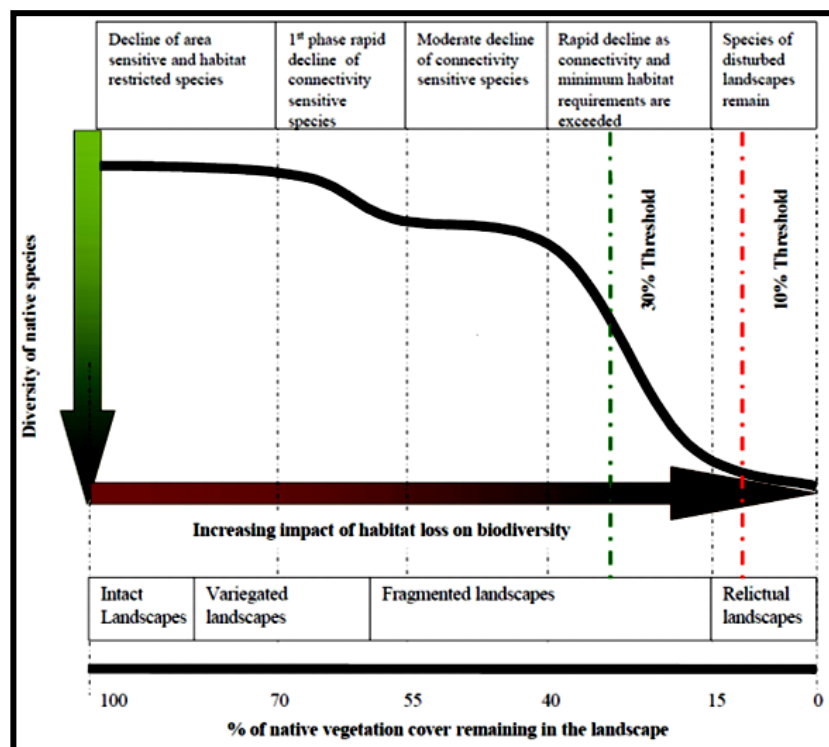 Decline of area
sensitive and habitat
restricted species
1st phase rapid
decline of
connectivity
sensitive
species
Moderate decline
of connectivity
sensitive species
Rapid decline as
connectivity and
minimum habitat
requirements are
exceeded
Species of
disturbed
landscapes
remain
Diversity of native species
30% Threshold
10% Threshold
Increasing impact of habitat loss on biodiversity
Intact
Landscapes
Variegated
landscapes
Fragmented landscapes
Relictual
landscapes
100 70 55 40 15 0
% of native vegetation cover remaining in the landscape